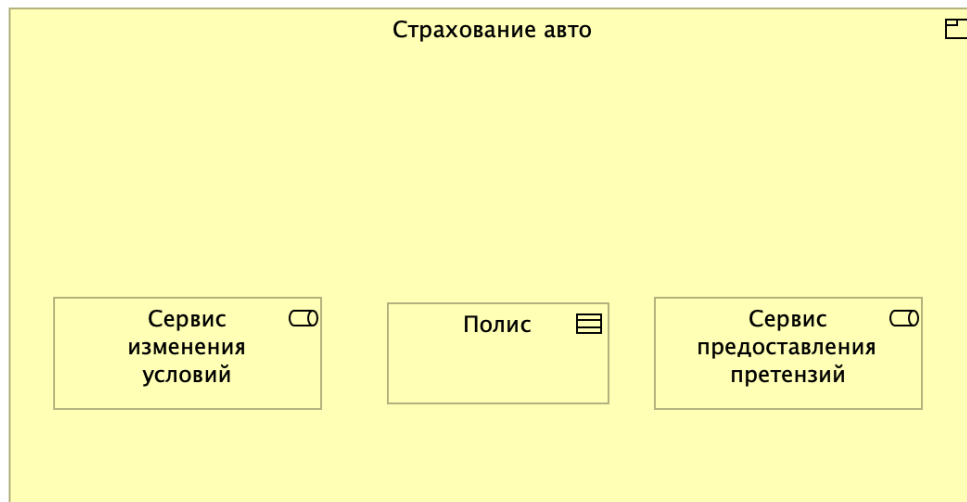 Страхование авто
Сервис
изменения
условий
Полис
Сервис
предоставления
претензий